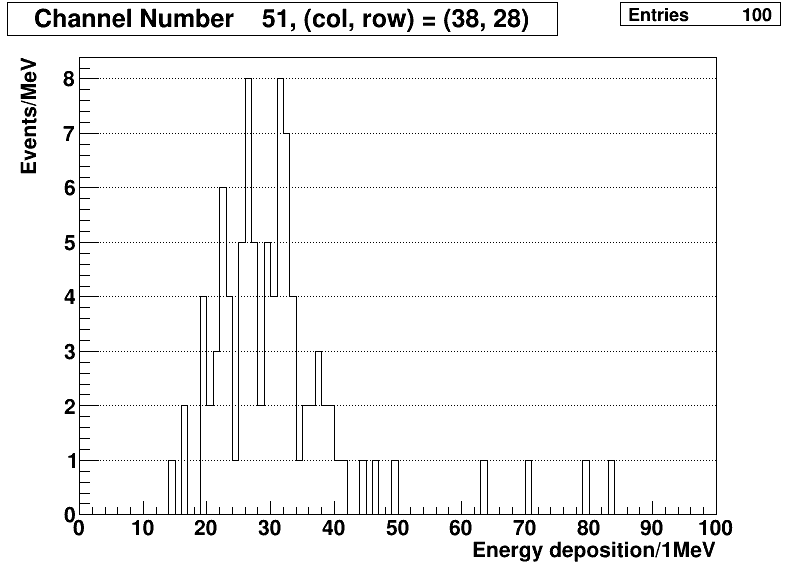 Channel Number 51, (col, row) = (38, 28)
Entries 100
Events/MeV
8
7
6
5
4
3
2
1
0
0 10 20 30 40 50 60 70 80 90 100
Energy deposition/1MeV